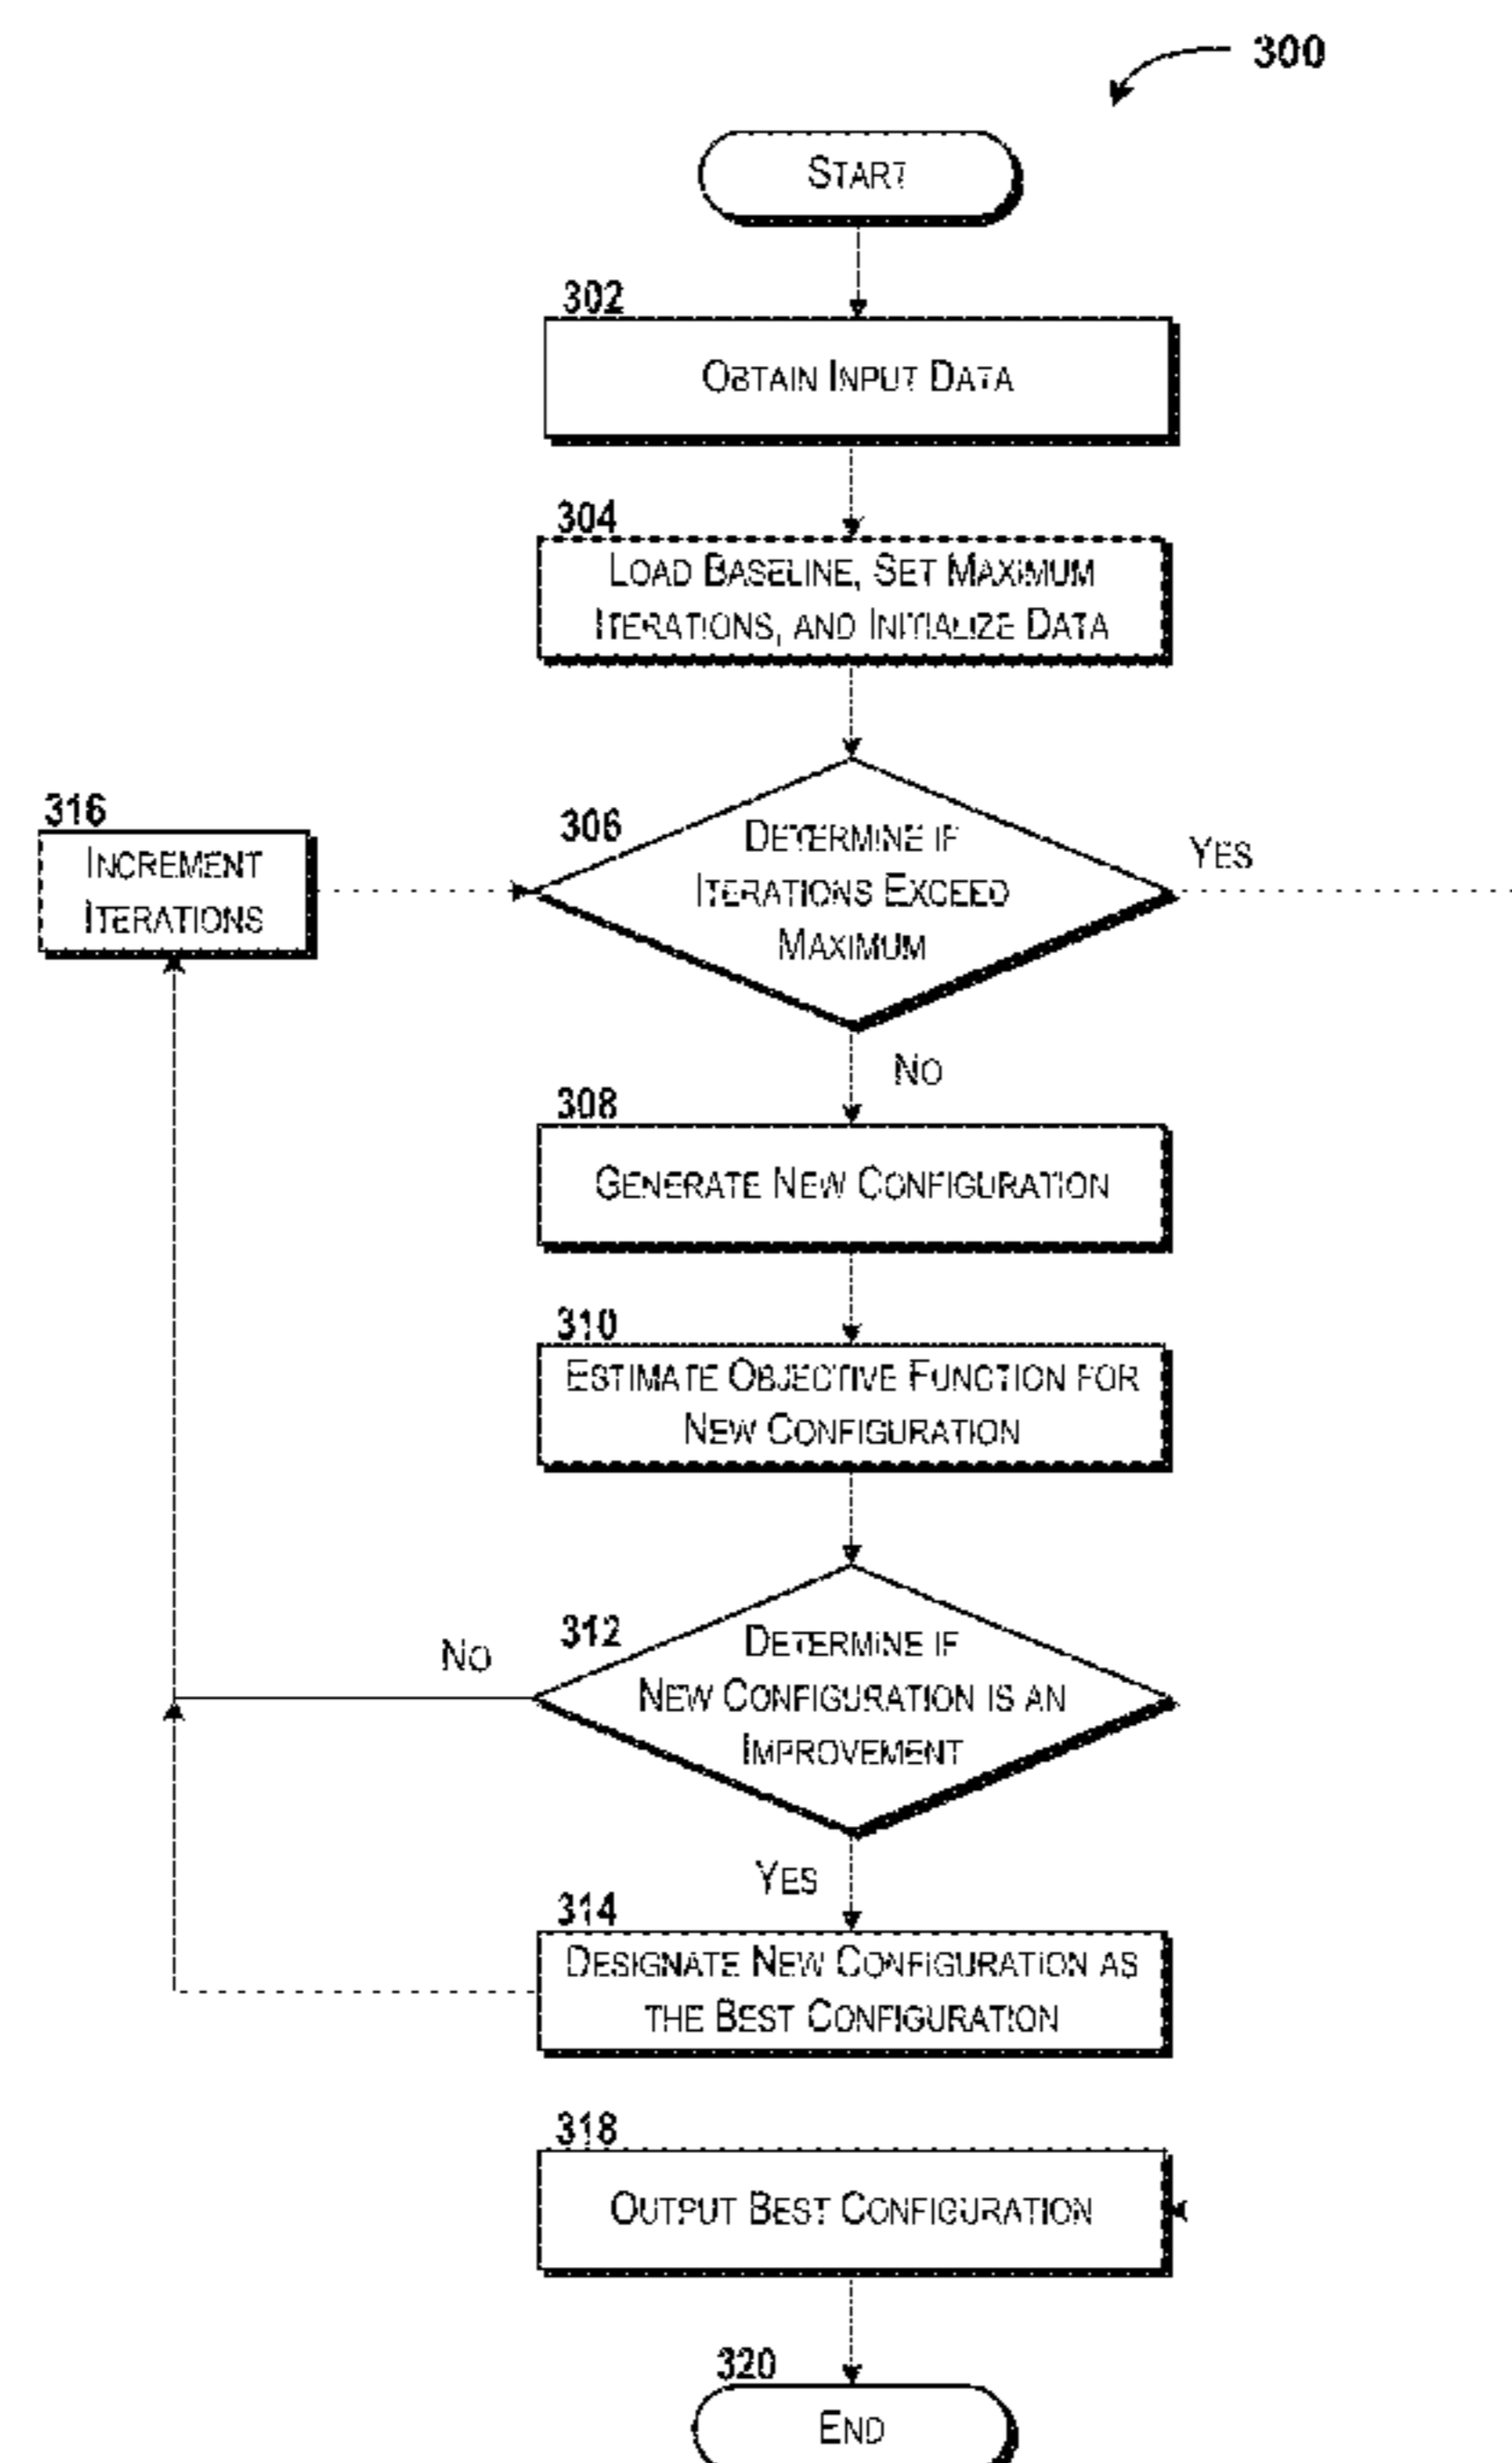 300
START
302
OBTAIN INPUT DATA
304
LOAD BASELINE, SET MAXIMUM
ITERATIONS, AND INITIALIZE DATA
316
INCREMENT
ITERATIONS
306
DETERMINE IF
ITERATIONS EXCEED
MAXIMUM
YES
NO
308
GENERATE NEW CONFIGURATION
310
ESTIMATE OBJECTIVE FUNCTION FOR
NEW CONFIGURATION
312
DETERMINE IF
NEW CONFIGURATION IS AN
IMPROVEMENT
NO
YES
314
DESIGNATE NEW CONFIGURATION AS
THE BEST CONFIGURATION
318
OUTPUT BEST CONFIGURATION
320
END